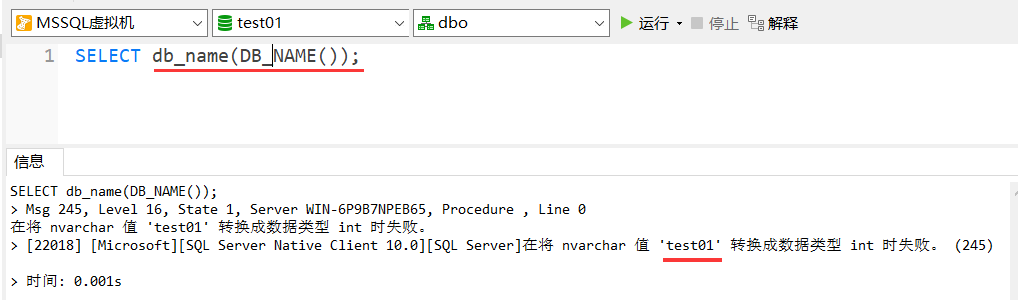 MSSQL虚拟机 test01 dbo 运行 停止 解释
1 SELECT db_name(DB_NAME());
信息
SELECT db_name(DB_NAME());
> Msg 245, Level 16, State 1, Server WIN-6P9B7NPEB65, Procedure , Line 0
在将 nvarchar 值 'test01' 转换成数据类型 int 时失败。
> [22018] [Microsoft][SQL Server Native Client 10.0][SQL Server]在将 nvarchar 值 'test01' 转换成数据类型 int 时失败。 (245)
> 时间: 0.001s